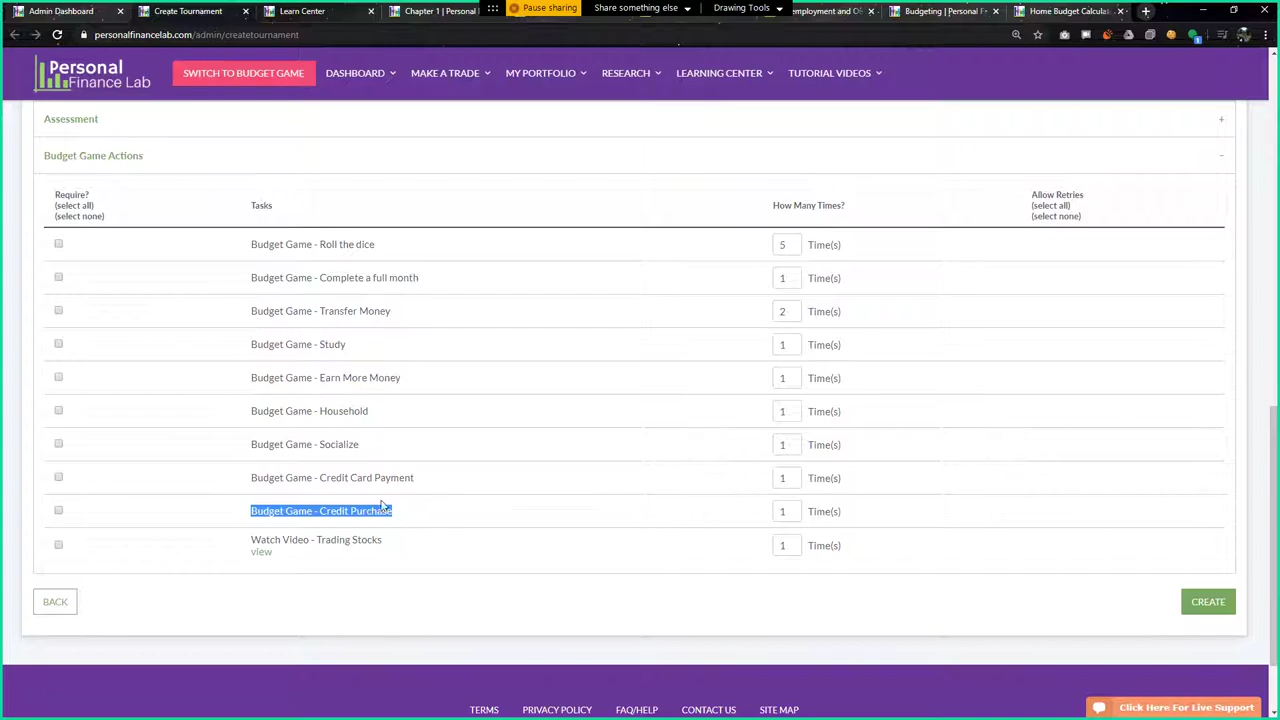 Admin Dashboard
Create Tournament
Learn Center
Chapter 1 | Personal
Pause sharing
Share something else
Drawing Tools
employment and
Budgeting | Personal F
Home Budget Calcula
personalfinancelab.com/admin/createtournament
Personal
Finance Lab
SWITCH TO BUDGET GAME
DASHBOARD
MAKE A TRADE
MY PORTFOLIO
RESEARCH
LEARNING CENTER
TUTORIAL VIDEOS
Assessment +
Budget Game Actions -
Require?
(select all)
(select none)
Tasks
How Many Times?
Allow Retries
(select all)
(select none)
Budget Game - Roll the dice 5 Time(s)
Budget Game - Complete a full month 1 Time(s)
Budget Game - Transfer Money 2 Time(s)
Budget Game - Study 1 Time(s)
Budget Game - Earn More Money 1 Time(s)
Budget Game - Household 1 Time(s)
Budget Game - Socialize 1 Time(s)
Budget Game - Credit Card Payment 1 Time(s)
Budget Game - Credit Purchase 1 Time(s)
Watch Video - Trading Stocks 1 Time(s)
view
BACK
CREATE
TERMS
PRIVACY POLICY
FAQ/HELP
CONTACT US
SITE MAP
Click Here For Live Support